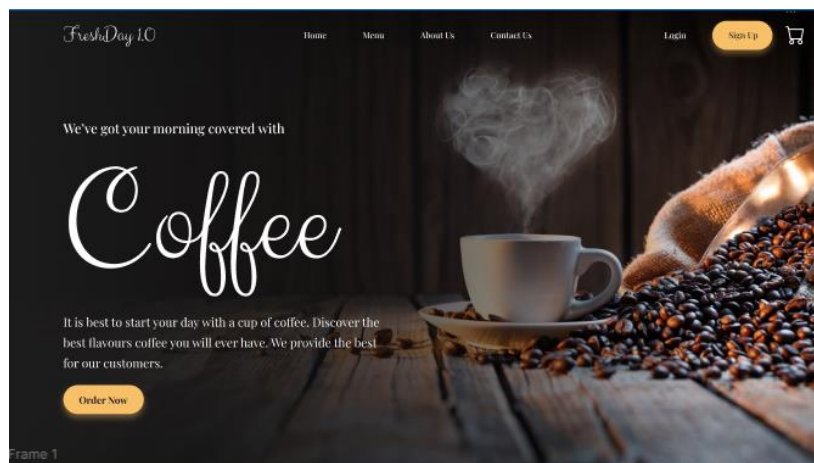 FreshDay 1.O
Home Menu About Us Contact Us Login Sign Up
We've got your morning covered with
Coffee
It is best to start your day with a cup of coffee. Discover the
best flavours coffee you will ever have. We provide the best
for our customers.
Order Now
Frame 1